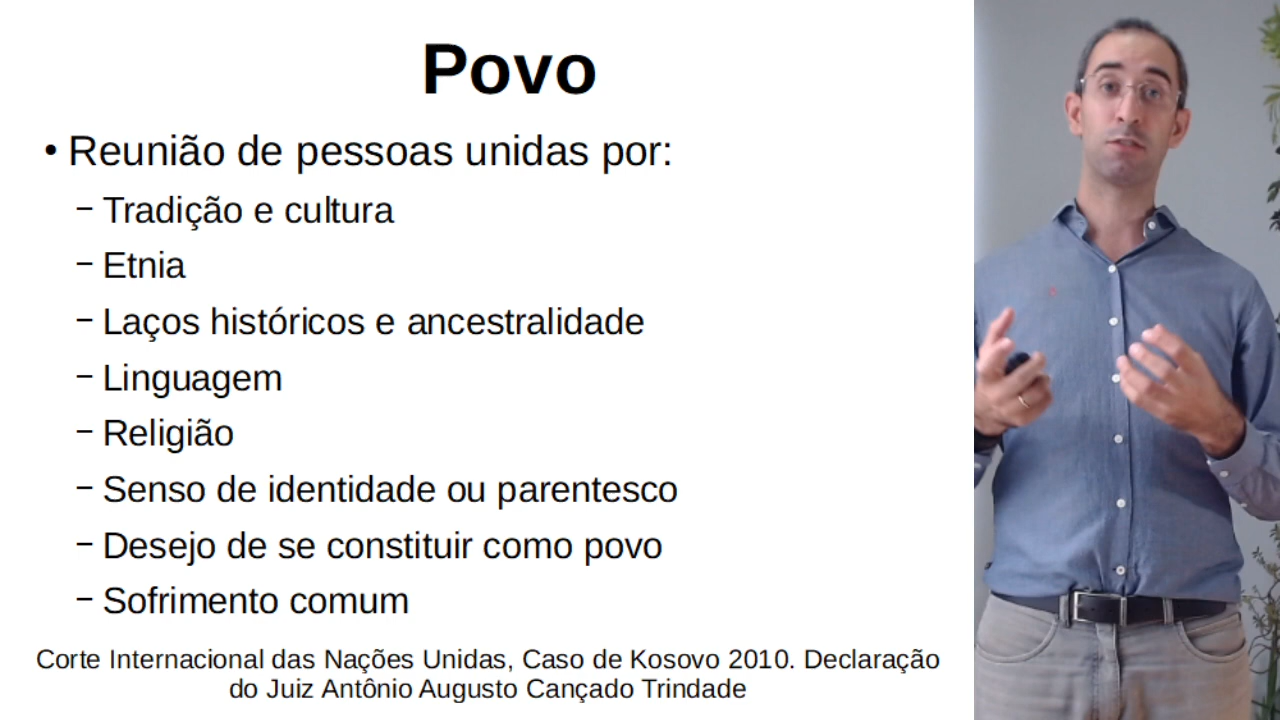 Povo
• Reunião de pessoas unidas por:
– Tradição e cultura
– Etnia
– Laços históricos e ancestralidade
– Linguagem
– Religião
– Senso de identidade ou parentesco
– Desejo de se constituir como povo
– Sofrimento comum
Corte Internacional das Nações Unidas, Caso de Kosovo 2010. Declaração
do Juiz Antônio Augusto Cançado Trindade